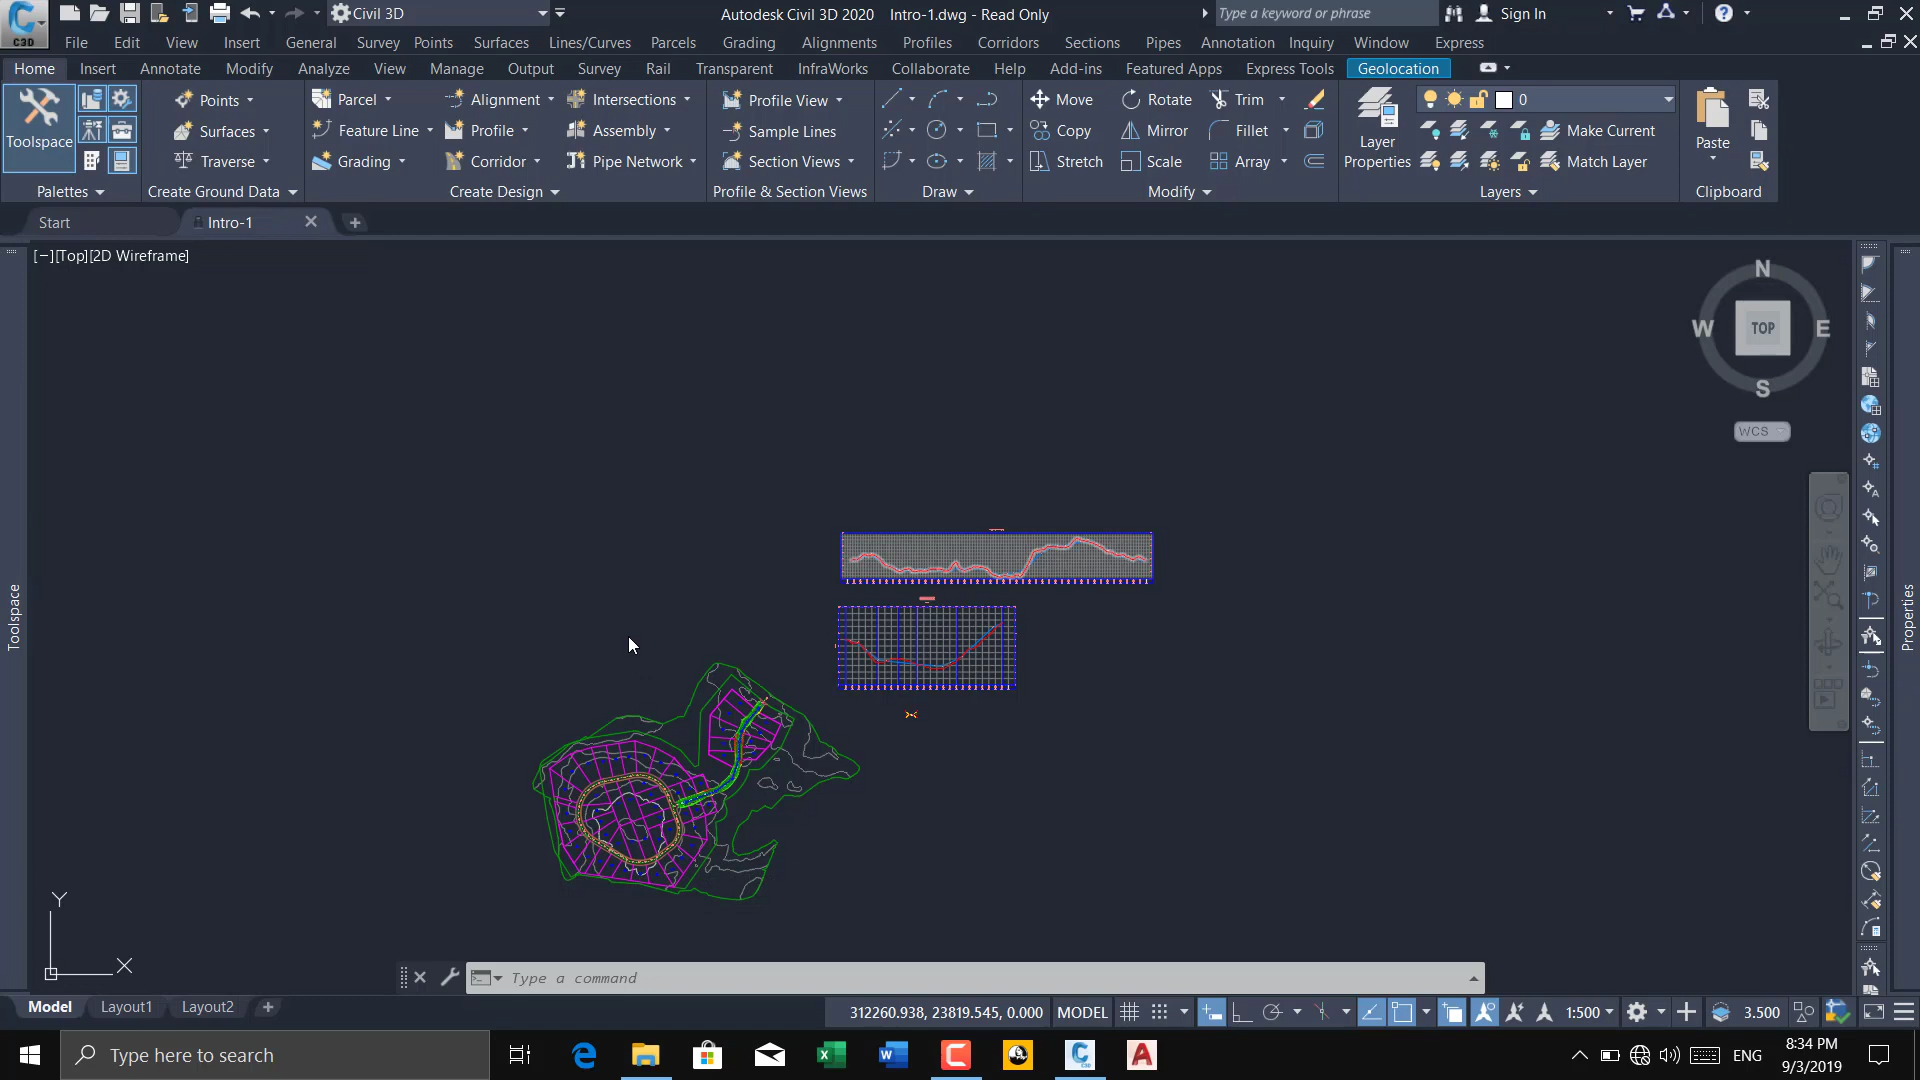 C3D
Civil 3D
Autodesk Civil 3D 2020 Intro-1.dwg - Read Only
Type a keyword or phrase
Sign In
File Edit View Insert General Survey Points Surfaces Lines/Curves Parcels Grading Alignments Profiles Corridors Sections Pipes Annotation Inquiry Window Express
Home Insert Annotate Modify Analyze View Manage Output Survey Rail Transparent InfraWorks Collaborate Help Add-ins Featured Apps Express Tools Geolocation
Points Parcel Alignment Intersections Profile View Move Rotate Trim 0
Toolspace Surfaces Feature Line Profile Assembly Sample Lines Copy Mirror Fillet Layer Properties Make Current Paste
Traverse Grading Corridor Pipe Network Section Views Stretch Scale Array Match Layer
Palettes Create Ground Data Create Design Profile & Section Views Draw Modify Layers Clipboard
Start Intro-1
[−][Top][2D Wireframe]
N
W TOP E
S
WCS
Toolspace
Properties
Y
X
Type a command
Model Layout1 Layout2
312260.938, 23819.545, 0.000 MODEL 1:500 3.500
Type here to search
ENG
8:34 PM
9/3/2019